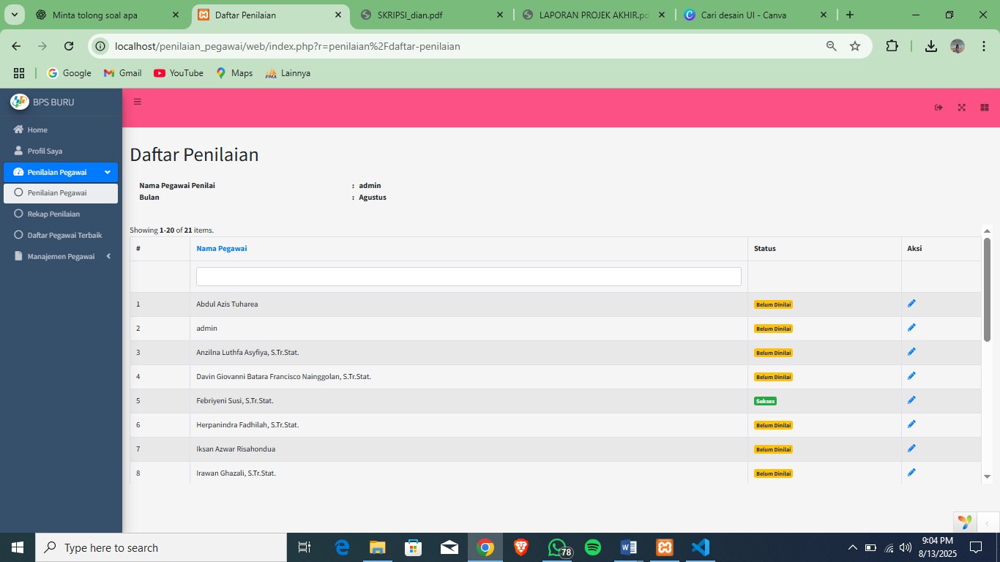 Minta tolong soal apa
Daftar Penilaian
SKRIPSI_dian.pdf
LAPORAN PROJEK AKHIR.pd
Cari desain UI - Canva
localhost/penilaian_pegawai/web/index.php?r=penilaian%2Fdaftar-penilaian
Google
Gmail
YouTube
Maps
PMA
Lainnya
BPS BURU
Home
Profil Saya
Penilaian Pegawai
Penilaian Pegawai
Rekap Penilaian
Daftar Pegawai Terbaik
Manajemen Pegawai
Daftar Penilaian
Nama Pegawai Penilai : admin
Bulan : Agustus
Showing 1-20 of 21 items.
# Nama Pegawai Status Aksi
1 Abdul Azis Tuharea Belum Dinilai
2 admin Belum Dinilai
3 Anzilna Luthfa Asyfiya, S.Tr.Stat. Belum Dinilai
4 Davin Giovanni Batara Francisco Nainggolan, S.Tr.Stat. Belum Dinilai
5 Febriyeni Susi, S.Tr.Stat. Sukses
6 Herpanindra Fadhilah, S.Tr.Stat. Belum Dinilai
7 Iksan Azwar Risahondua Belum Dinilai
8 Irawan Ghazali, S.Tr.Stat. Belum Dinilai
Type here to search
78
9:04 PM
8/13/2025